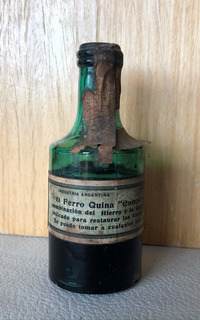 INDUSTRIA ARGENTINA
El Ferro Quina
combinación del Hierro y la
indicado para restaurar las
Se puede tomar a cualquier